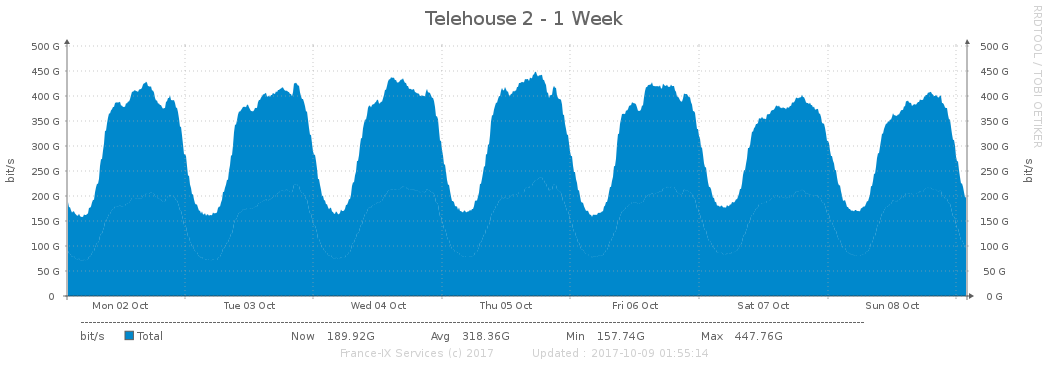 Telehouse 2 - 1 Week
RRDTOOL / TOBI OETIKER
bit/s
500 G 500 G
450 G 450 G
400 G 400 G
350 G 350 G
300 G 300 G
250 G 250 G
200 G 200 G
150 G 150 G
100 G 100 G
50 G 50 G
0 0 G
bit/s
Mon 02 Oct Tue 03 Oct Wed 04 Oct Thu 05 Oct Fri 06 Oct Sat 07 Oct Sun 08 Oct
bit/s Total Now 189.92G Avg 318.36G Min 157.74G Max 447.76G
France-IX Services (c) 2017 Updated : 2017-10-09 01:55:14